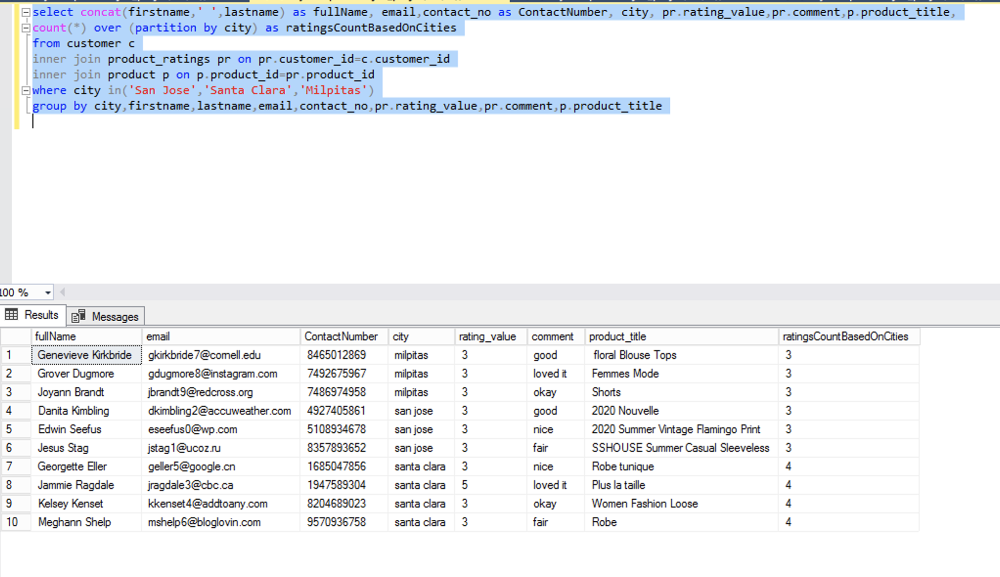 select concat(firstname,' ',lastname) as fullName, email,contact_no as ContactNumber, city, pr.rating_value,pr.comment,p.product_title,
count(*) over (partition by city) as ratingsCountBasedOnCities
from customer c
inner join product_ratings pr on pr.customer_id=c.customer_id
inner join product p on p.product_id=pr.product_id
where city in('San Jose','Santa Clara','Milpitas')
group by city,firstname,lastname,email,contact_no,pr.rating_value,pr.comment,p.product_title
100 %
Results Messages
fullName email ContactNumber city rating_value comment product_title ratingsCountBasedOnCities
1 Genevieve Kirkbride gkirkbride7@cornell.edu 8465012869 milpitas 3 good floral Blouse Tops 3
2 Grover Dugmore gdugmore8@instagram.com 7492675967 milpitas 3 loved it Femmes Mode 3
3 Joyann Brandt jbrandt9@redcross.org 7486974958 milpitas 3 okay Shorts 3
4 Danita Kimbling dkimbling2@accuweather.com 4927405861 san jose 3 good 2020 Nouvelle 3
5 Edwin Seefus eseefus0@wp.com 5108934678 san jose 3 nice 2020 Summer Vintage Flamingo Print 3
6 Jesus Stag jstag1@ucoz.ru 8357893652 san jose 3 fair SSHOUSE Summer Casual Sleeveless 3
7 Georgette Eller geller5@google.cn 1685047856 santa clara 3 nice Robe tunique 4
8 Jammie Ragdale jragdale3@cbc.ca 1947589304 santa clara 5 loved it Plus la taille 4
9 Kelsey Kenset kkenset4@addtoany.com 8204689023 santa clara 3 okay Women Fashion Loose 4
10 Meghann Shelp mshelp6@bloglovin.com 9570936758 santa clara 3 fair Robe 4